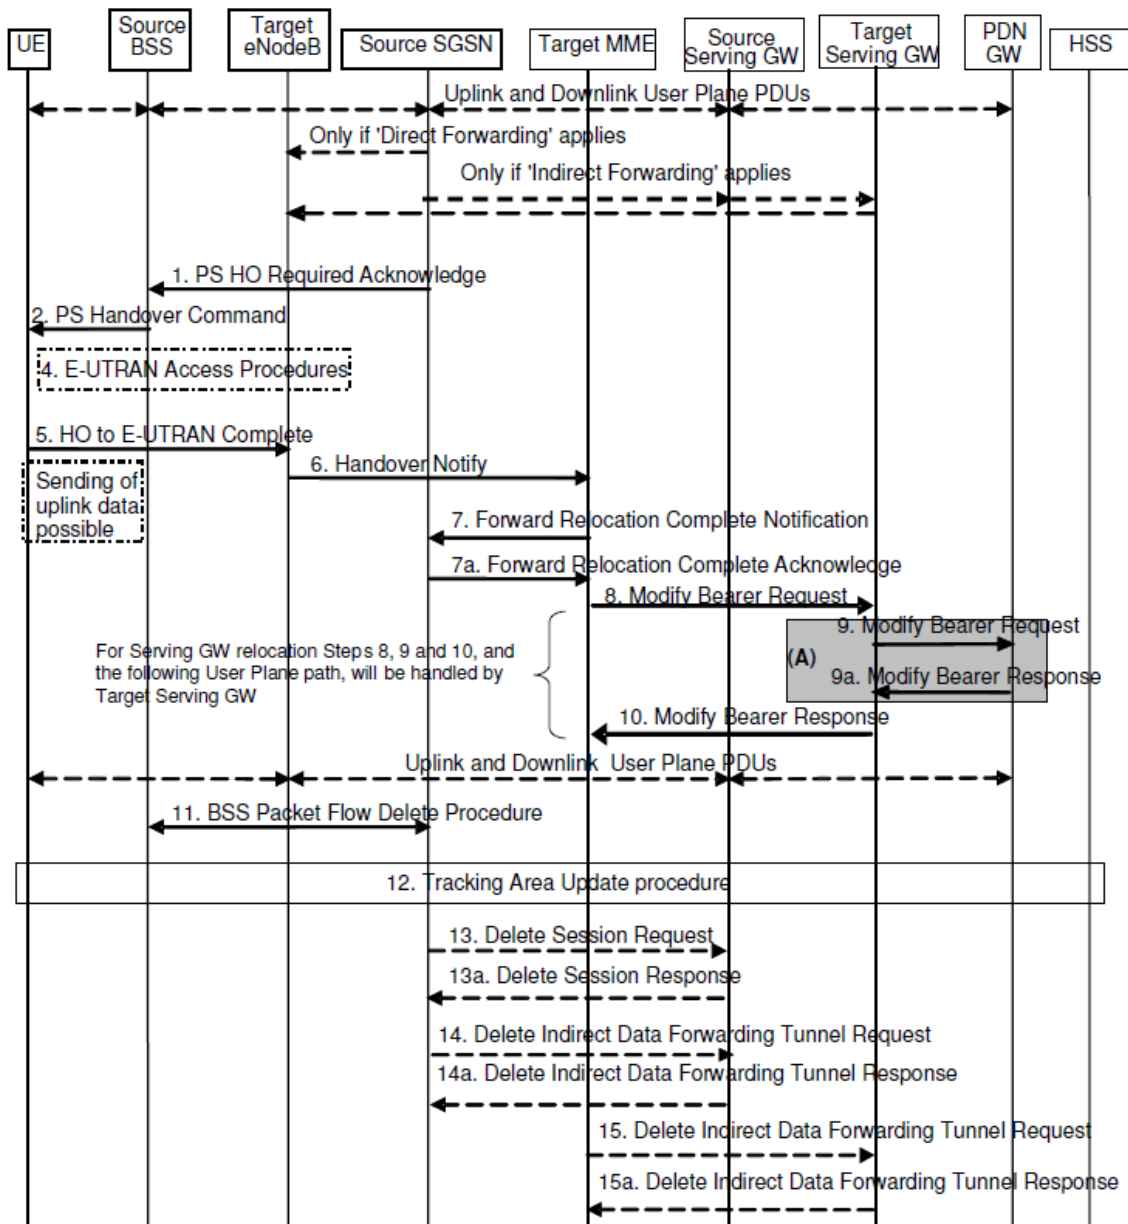 UE
Source
BSS
Target
eNodeB
Source SGSN
Target MME
Source
Serving GW
Target
Serving GW
PDN
GW
HSS
Uplink and Downlink User Plane PDUs
Only if 'Direct Forwarding' applies
Only if 'Indirect Forwarding' applies
1. PS HO Required Acknowledge
2. PS Handover Command
4. E-UTRAN Access Procedures
5. HO to E-UTRAN Complete
6. Handover Notify
Sending of
uplink data
possible
7. Forward Relocation Complete Notification
7a. Forward Relocation Complete Acknowledge
8. Modify Bearer Request
For Serving GW relocation Steps 8, 9 and 10, and
the following User Plane path, will be handled by
Target Serving GW
9. Modify Bearer Request
(A)
9a. Modify Bearer Response
10. Modify Bearer Response
Uplink and Downlink User Plane PDUs
11. BSS Packet Flow Delete Procedure
12. Tracking Area Update procedure
13. Delete Session Request
13a. Delete Session Response
14. Delete Indirect Data Forwarding Tunnel Request
14a. Delete Indirect Data Forwarding Tunnel Response
15. Delete Indirect Data Forwarding Tunnel Request
15a. Delete Indirect Data Forwarding Tunnel Response